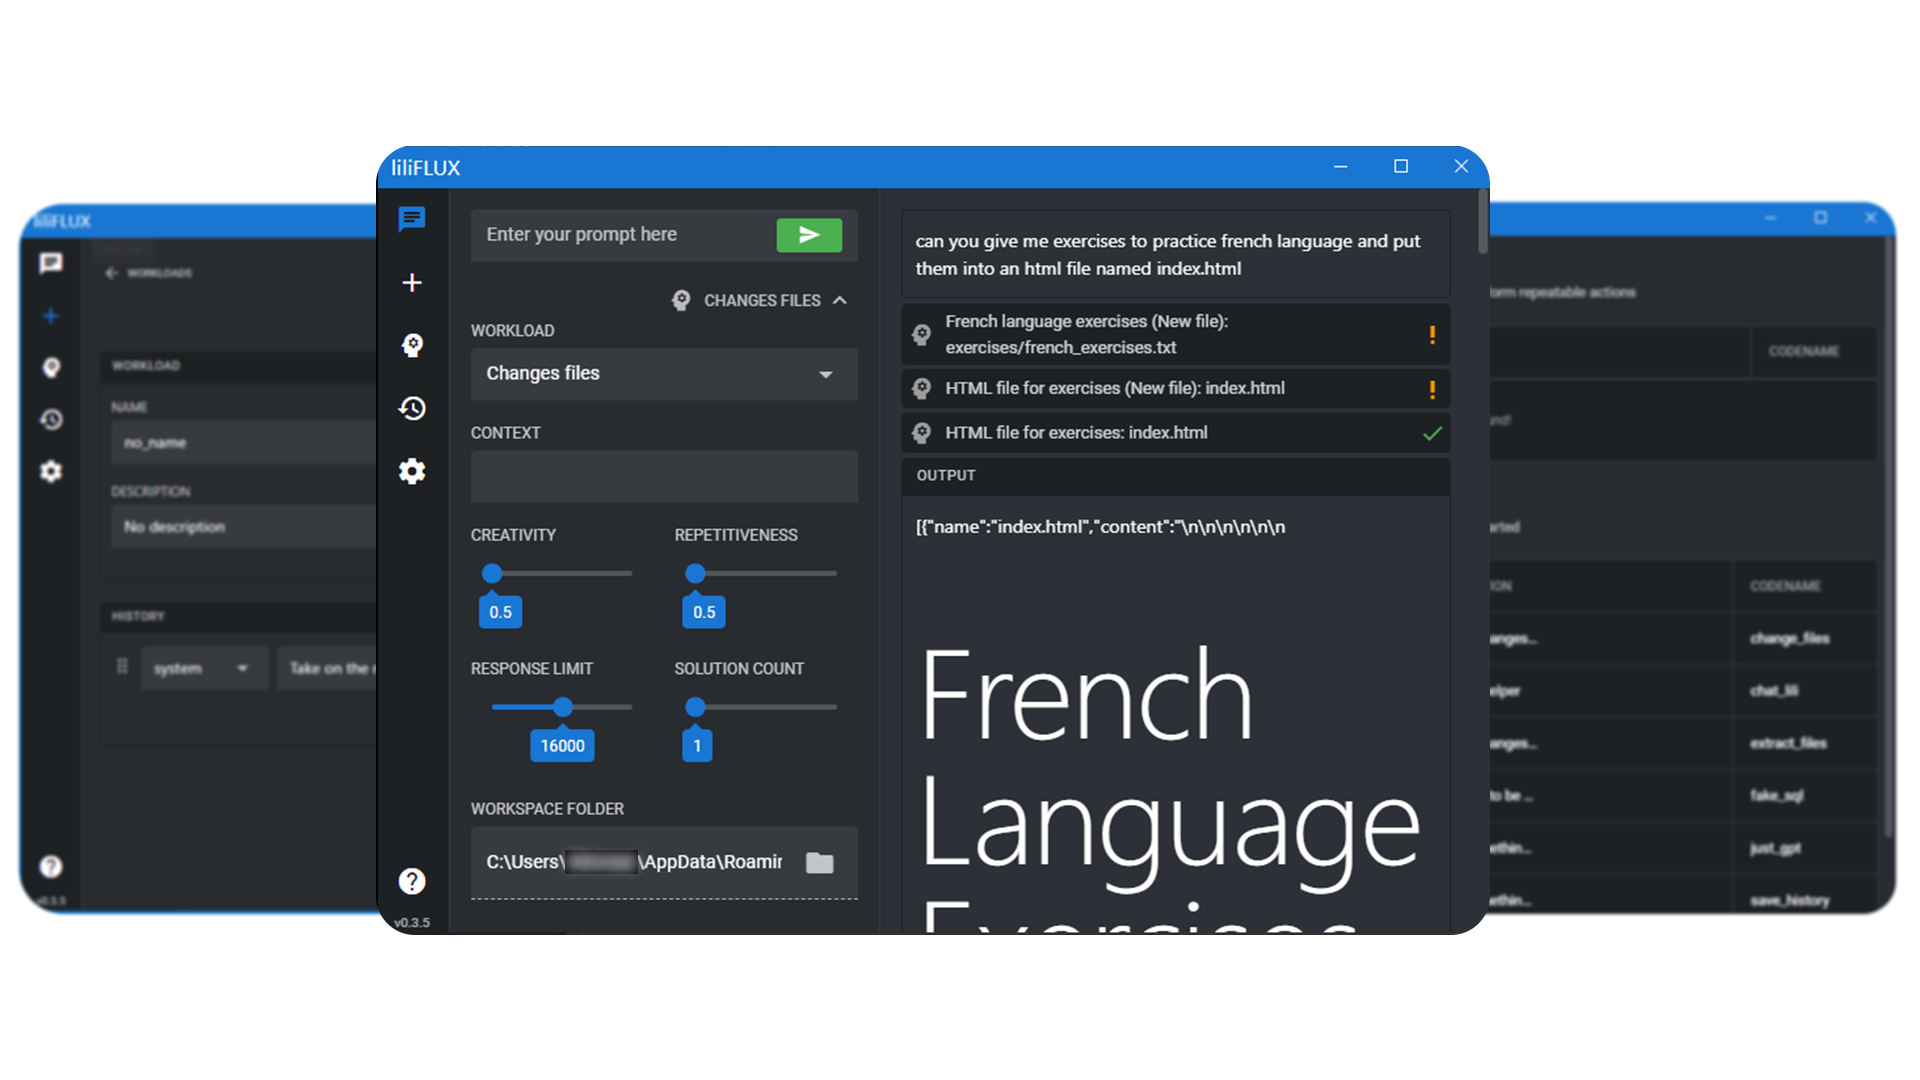 liliFLUX
Enter your prompt here
CHANGES FILES
WORKLOAD
Changes files
CONTEXT
CREATIVITY
REPETITIVENESS
0.5
0.5
RESPONSE LIMIT
SOLUTION COUNT
16000
1
WORKSPACE FOLDER
C:\Users\
\AppData\Roamir
v0.3.5
can you give me exercises to practice french language and put
them into an html file named index.html
French language exercises (New file):
exercises/french_exercises.txt
HTML file for exercises (New file): index.html
HTML file for exercises: index.html
OUTPUT
[{"name":"index.html","content":"\n\n\n\n\n\n
French
Language
Exercises
liliFLUX
WORKLOADS
WORKLOAD
NAME
no_name
DESCRIPTION
No description
HISTORY
system
Take on the
v0.3.5
form repeatable actions
CODENAME
CODENAME
change_files
chat_lili
extract_files
to be ...
fake_sql
just_gpt
save_history